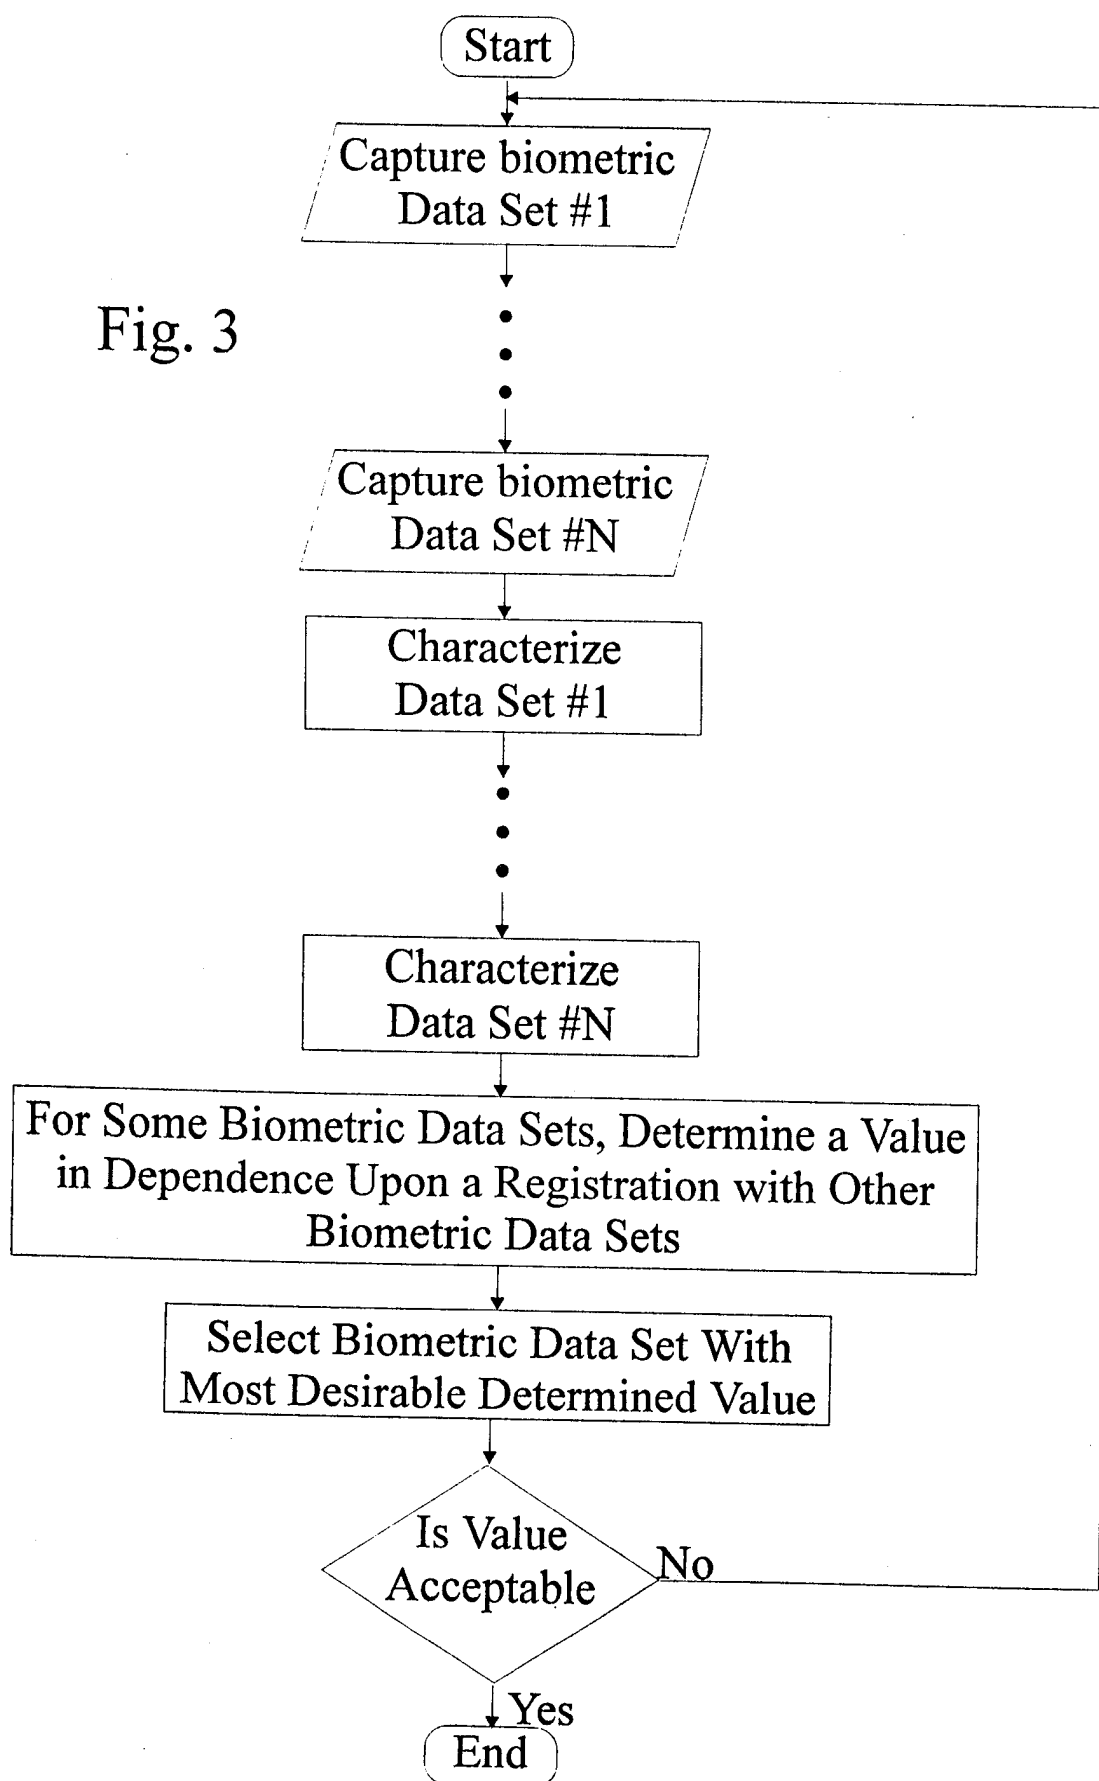 Start
Capture biometric
Data Set #1
Fig. 3
Capture biometric
Data Set #N
Characterize
Data Set #1
Characterize
Data Set #N
For Some Biometric Data Sets, Determine a Value
in Dependence Upon a Registration with Other
Biometric Data Sets
Select Biometric Data Set With
Most Desirable Determined Value
Is Value
Acceptable
No
Yes
End